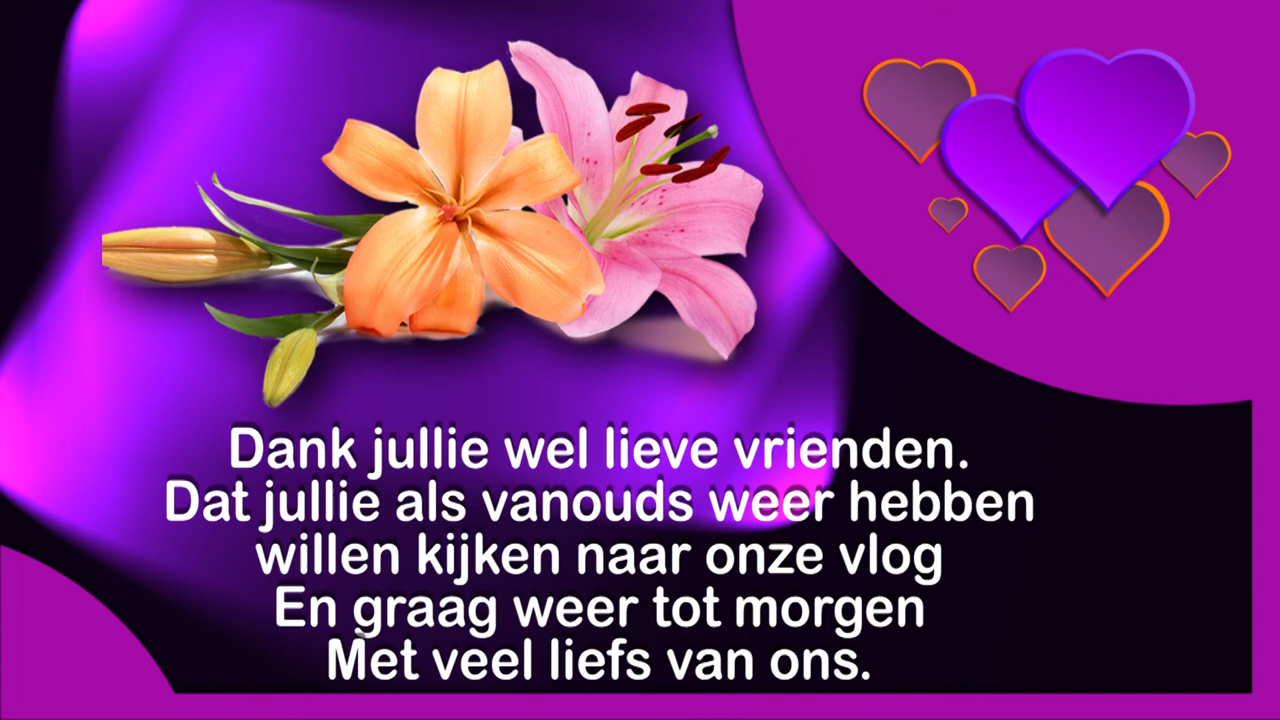 Dank jullie wel lieve vrienden.
Dat jullie als vanouds weer hebben
willen kijken naar onze vlog
En graag weer tot morgen
Met veel liefs van ons.